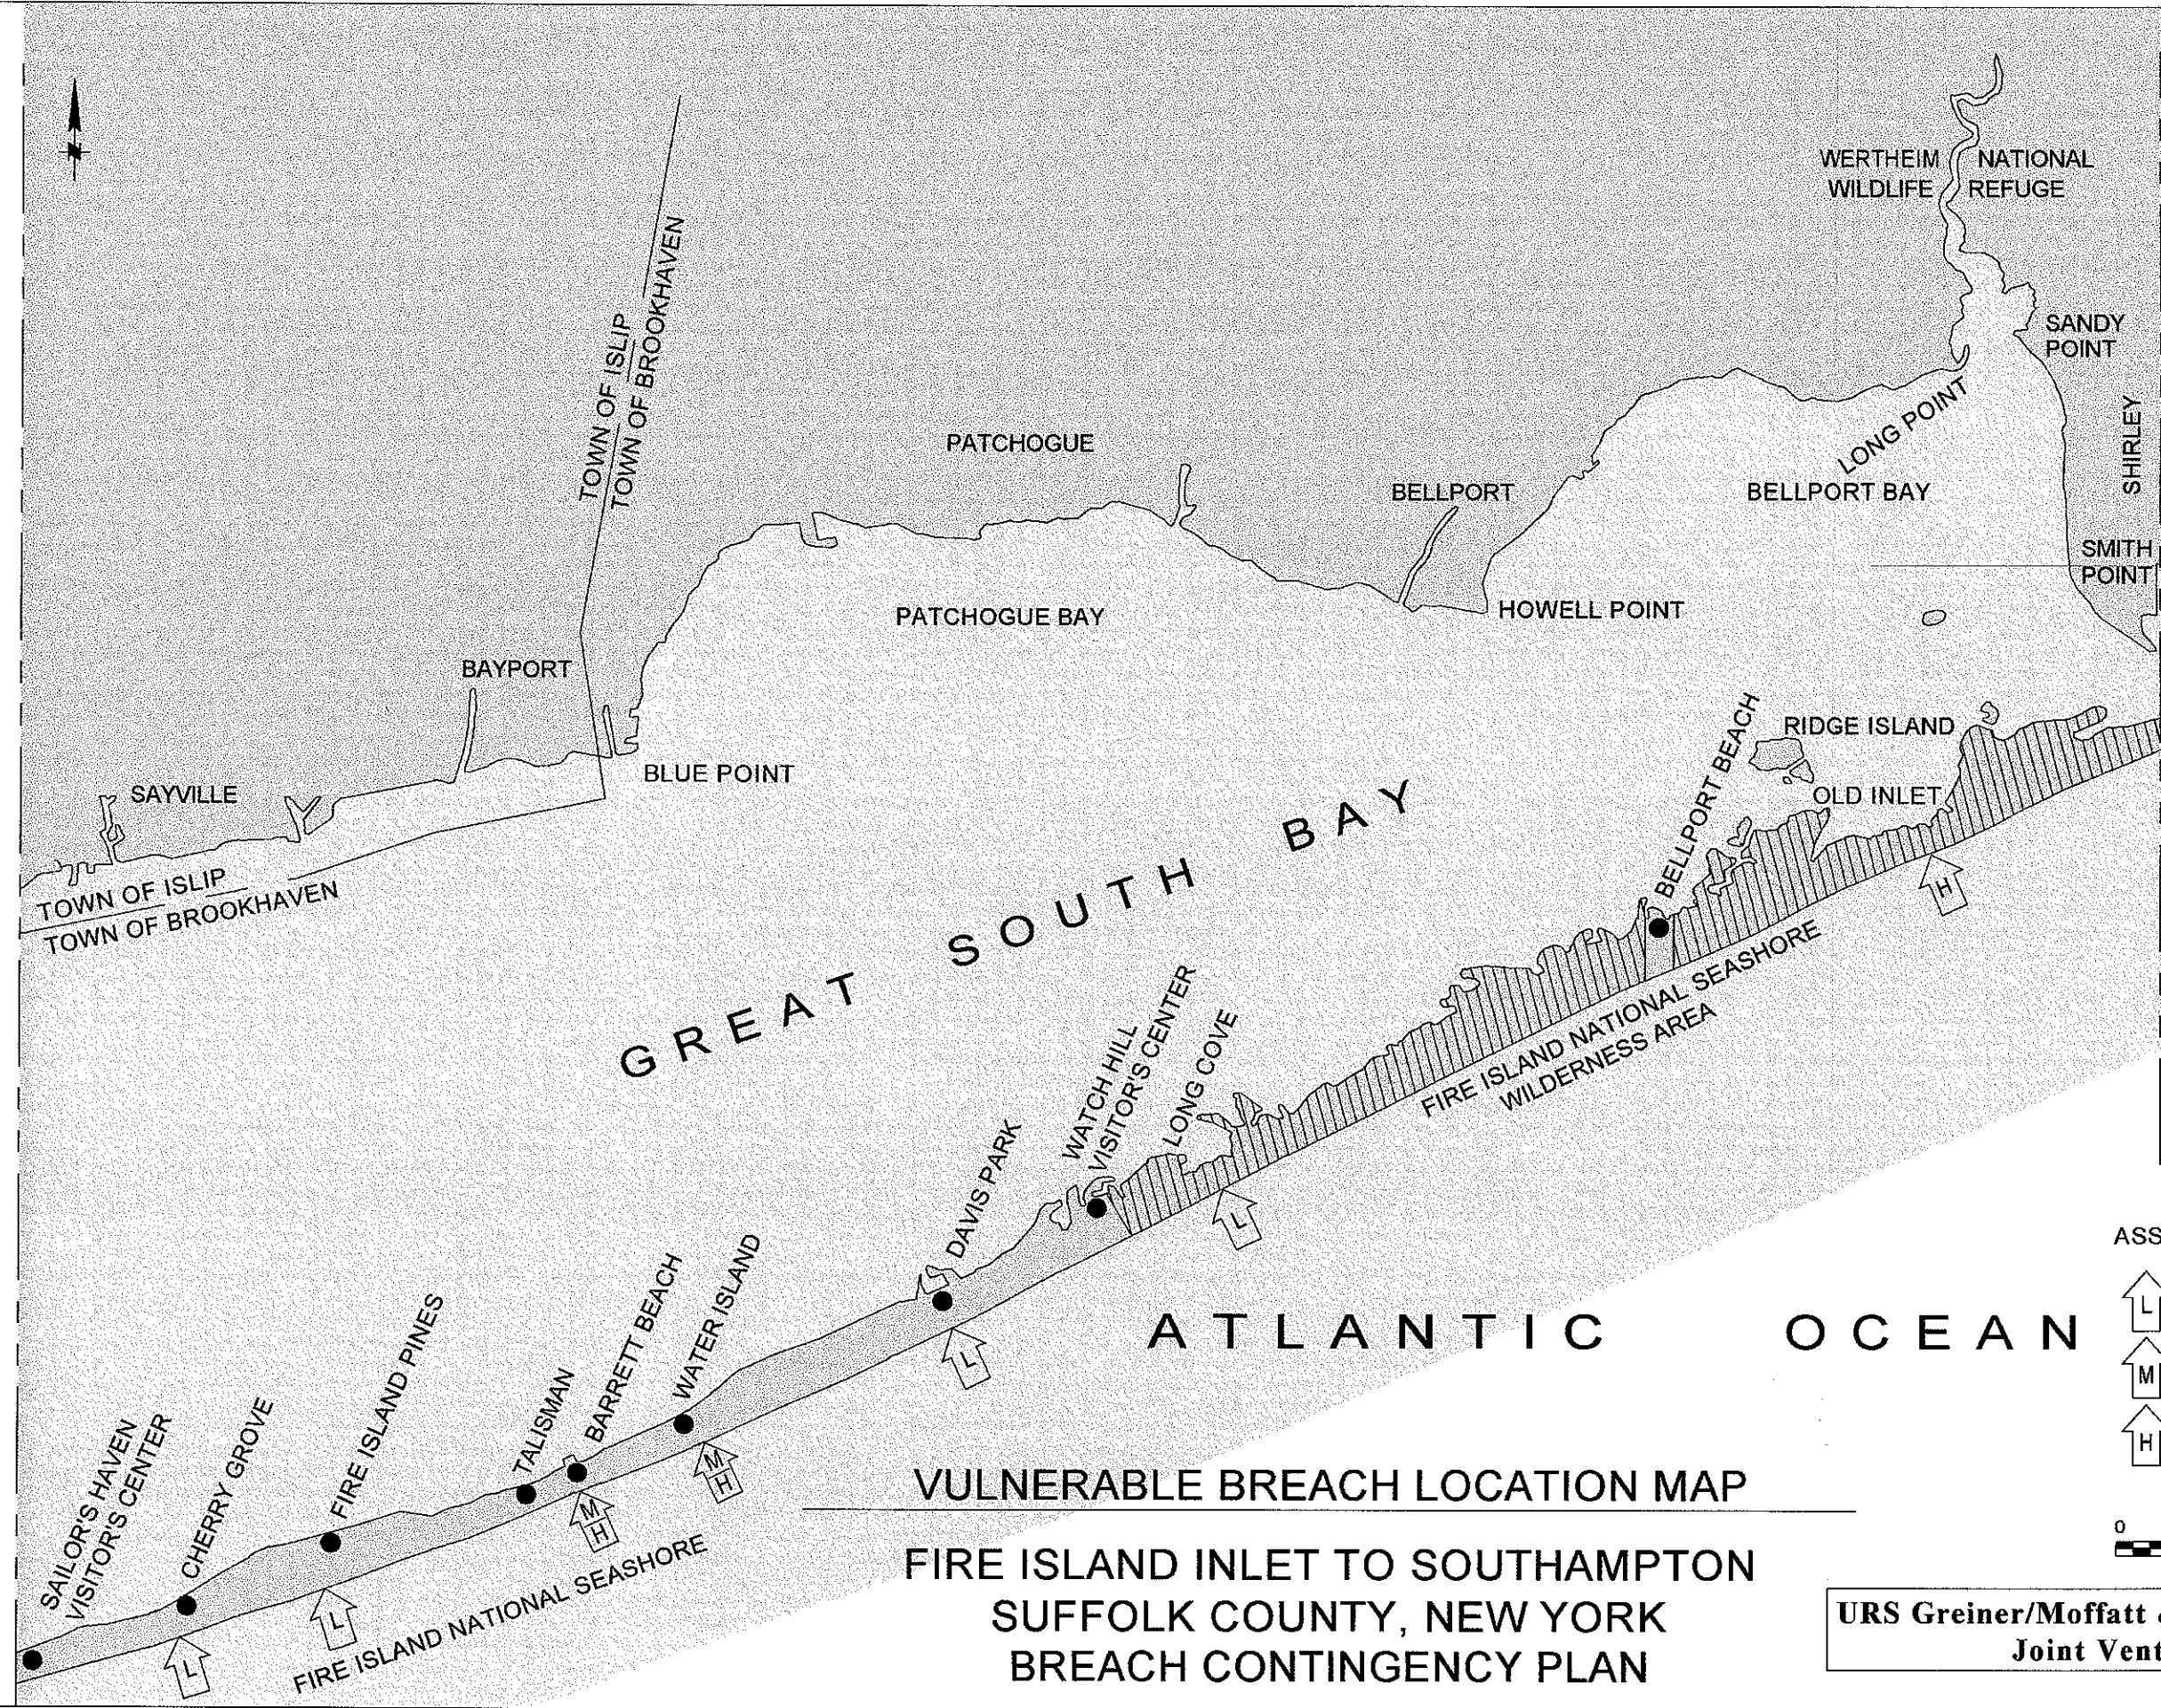 WERTHEIM NATIONAL
WILDLIFE REFUGE
SANDY
POINT
TOWN OF ISLIP
TOWN OF BROOKHAVEN
PATCHOGUE
LONG POINT
SHIRLEY
BELLPORT
BELLPORT BAY
SMITH
POINT
PATCHOGUE BAY
HOWELL POINT
BAYPORT
BELLPORT BEACH
RIDGE ISLAND
BLUE POINT
SAYVILLE
OLD INLET
TOWN OF ISLIP
TOWN OF BROOKHAVEN
GREAT SOUTH BAY
H
FIRE ISLAND NATIONAL SEASHORE
WILDERNESS AREA
WATCH HILL
VISITOR'S CENTER
LONG COVE
L
DAVIS PARK
L
WATER ISLAND
M
H
BARRETT BEACH
TALISMAN
M
H
FIRE ISLAND PINES
L
CHERRY GROVE
L
SAILOR'S HAVEN
VISITOR'S CENTER
FIRE ISLAND NATIONAL SEASHORE
ATLANTIC OCEAN
ASS
L
M
H
0
VULNERABLE BREACH LOCATION MAP
FIRE ISLAND INLET TO SOUTHAMPTON
SUFFOLK COUNTY, NEW YORK
BREACH CONTINGENCY PLAN
URS Greiner/Moffatt
Joint Vent